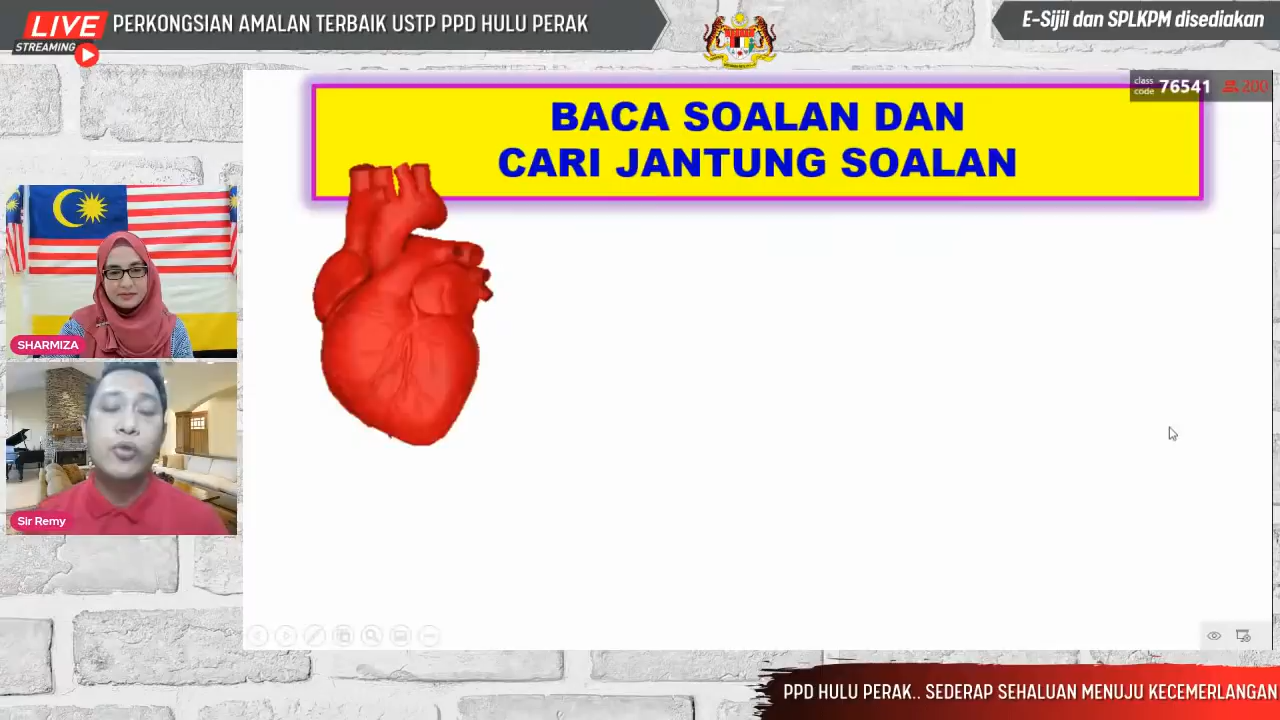 LIVE
STREAMING
PERKONGSIAN AMALAN TERBAIK USTP PPD HULU PERAK
E-Sijil dan SPLKPM disediakan
class code 76541 200
BACA SOALAN DAN
CARI JANTUNG SOALAN
SHARMIZA
Sir Remy
PPD HULU PERAK.. SEDERAP SEHALUAN MENUJU KECEMERLANGAN